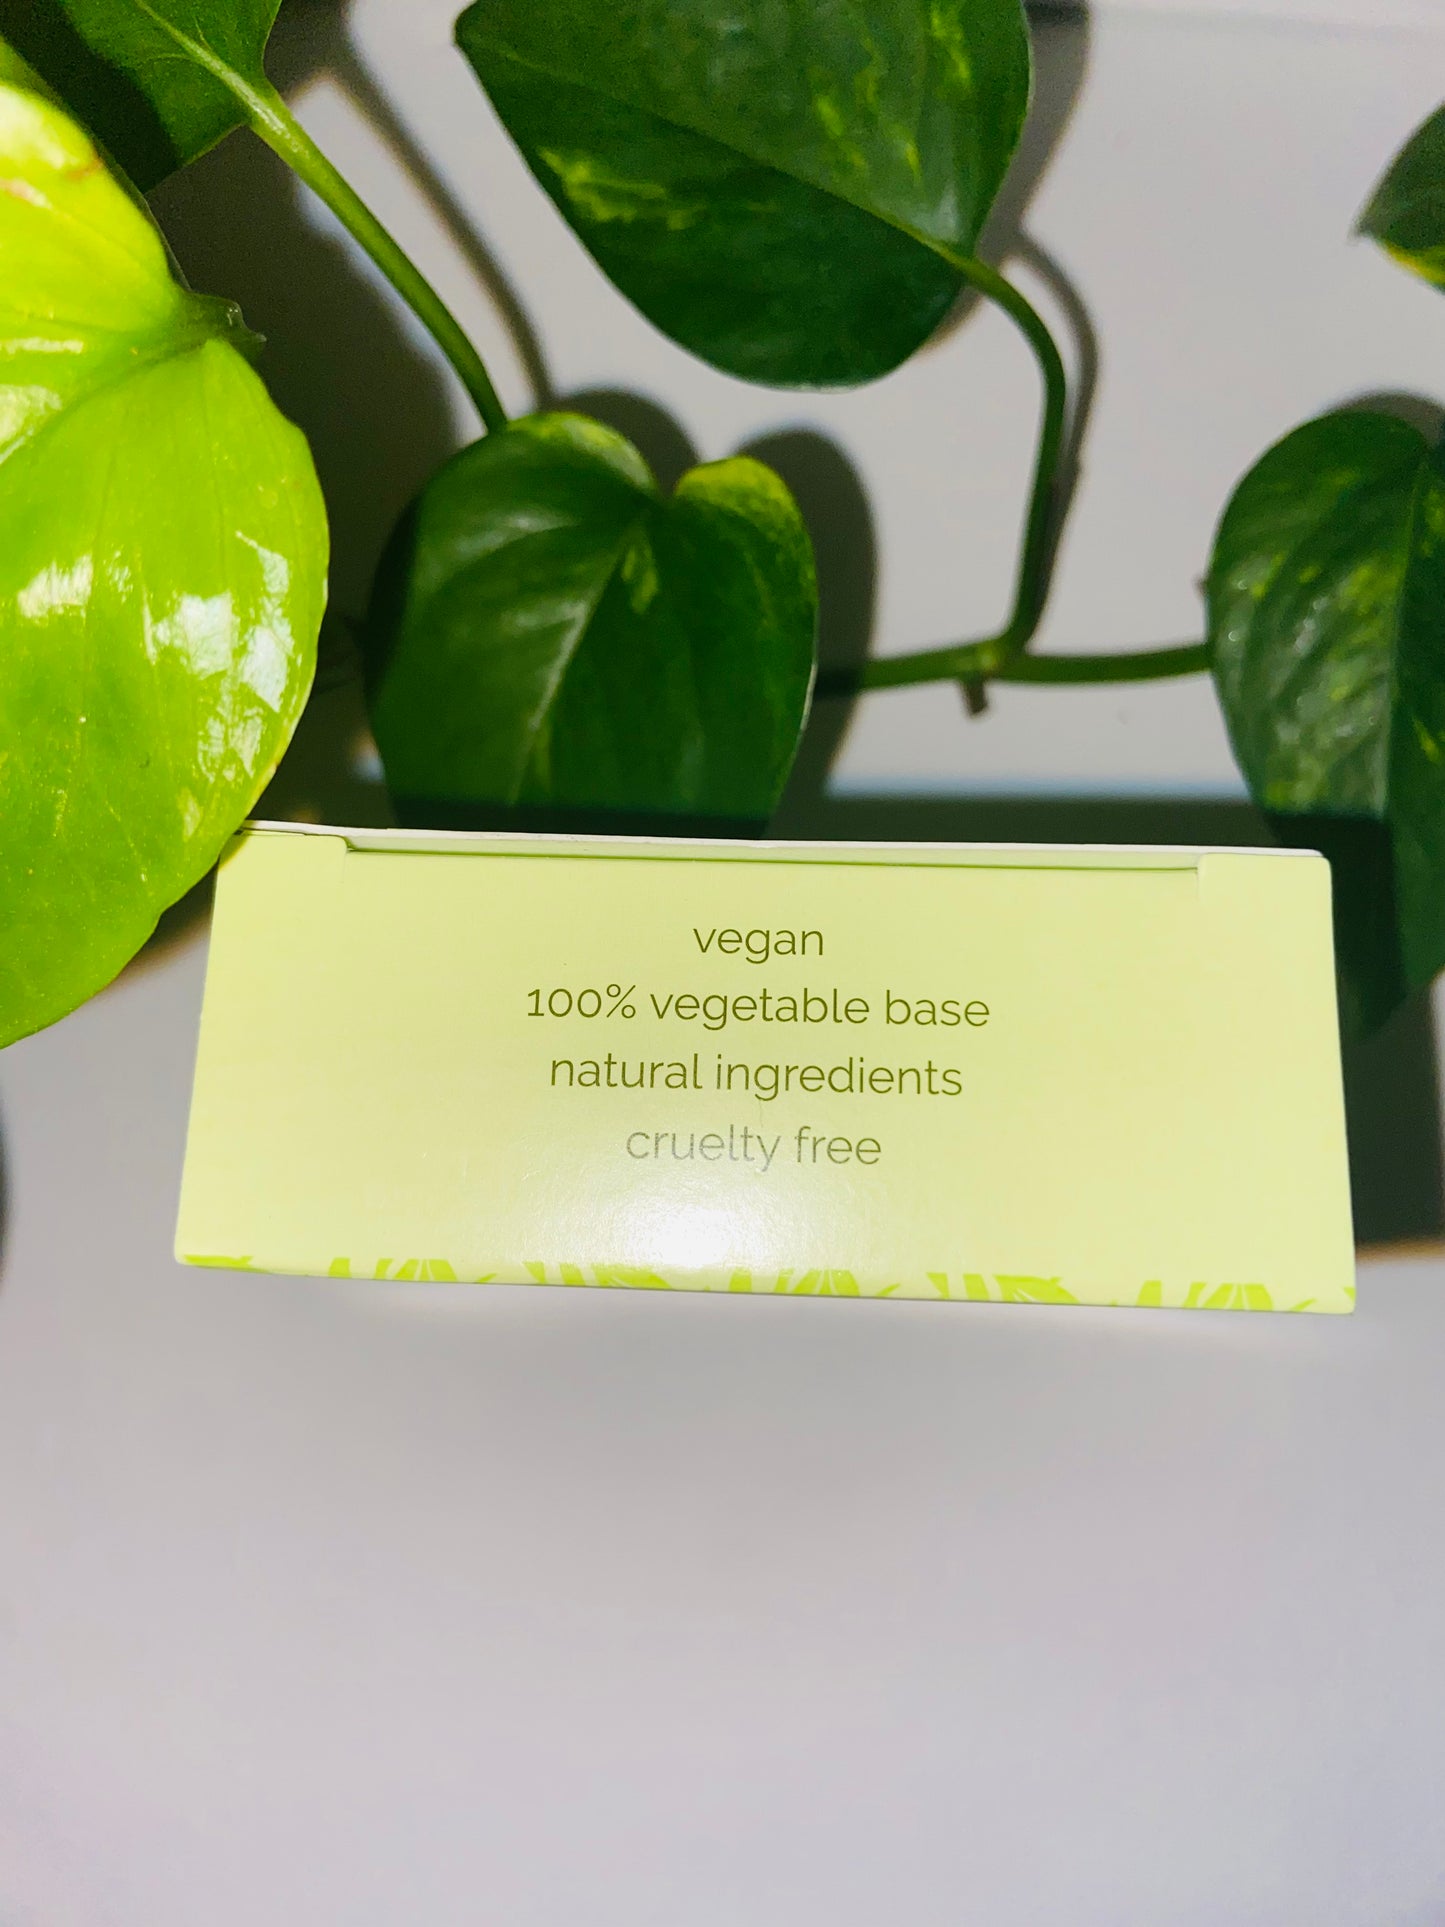 vegan
100% vegetable base
natural ingredients
cruelty free